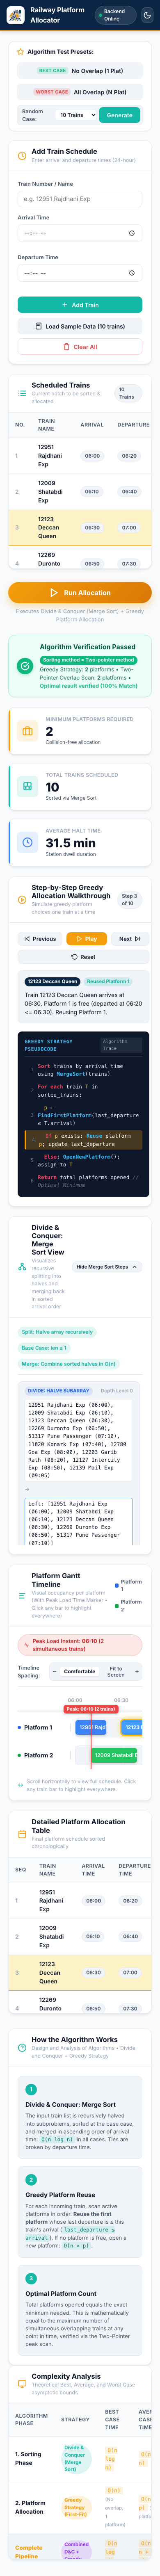 Railway Platform
Allocator
Backend
Online
Algorithm Test Presets:
BEST CASE No Overlap (1 Plat)
WORST CASE All Overlap (N Plat)
Random
Case:
10 Trains
Generate
Add Train Schedule
Enter arrival and departure times (24-hour)
Train Number / Name
e.g. 12951 Rajdhani Exp
Arrival Time
--:-- --
Departure Time
--:-- --
+ Add Train
Load Sample Data (10 trains)
Clear All
Scheduled Trains
Current batch to be sorted &
allocated
10
Trains
NO. TRAIN NAME ARRIVAL DEPARTURE
1 12951 Rajdhani Exp 06:00 06:20
2 12009 Shatabdi Exp 06:10 06:40
3 12123 Deccan Queen 06:30 07:00
12269 Duronto 06:50 07:30
Run Allocation
Executes Divide & Conquer (Merge Sort) + Greedy
Platform Allocation
Algorithm Verification Passed
Sorting method + Two-pointer method
Greedy Strategy: 2 platforms • Two-
Pointer Overlap Scan: 2 platforms •
Optimal result verified (100% Match)
MINIMUM PLATFORMS REQUIRED
2
Collision-free allocation
TOTAL TRAINS SCHEDULED
10
Sorted via Merge Sort
AVERAGE HALT TIME
31.5 min
Station dwell duration
Step-by-Step Greedy
Allocation Walkthrough
Simulate greedy platform
choices one train at a time
Step 3
of 10
Previous
Play
Next
Reset
12123 Deccan Queen
Reused Platform 1
Train 12123 Deccan Queen arrives at
06:30. Platform 1 is free (departed at 06:20
<= 06:30). Reusing Platform 1.
GREEDY STRATEGY
PSEUDOCODE
Algorithm
Trace
1 Sort trains by arrival time
using MergeSort(trains)
2 For each train T in
sorted_trains:
3 p =
FindFirstPlatform(last_departure
≤ T.arrival)
4 If p exists: Reuse platform
p; update last_departure
5 Else: OpenNewPlatform();
assign to T
6 Return total platforms opened //
Optimal Minimum
Divide &
Conquer:
Merge
Sort View
Visualizes
recursive
splitting into
halves and
merging back
in sorted
arrival order
Hide Merge Sort Steps
Split: Halve array recursively
Base Case: len ≤ 1
Merge: Combine sorted halves in O(n)
DIVIDE: HALVE SUBARRAY
Depth Level 0
12951 Rajdhani Exp (06:00),
12009 Shatabdi Exp (06:10),
12123 Deccan Queen (06:30),
12269 Duronto Exp (06:50),
51317 Pune Passenger (07:10),
11020 Konark Exp (07:40), 12780
Goa Exp (08:00), 12203 Garib
Rath (08:20), 12127 Intercity
Exp (08:50), 12139 Mail Exp
(09:05)
→
Left: [12951 Rajdhani Exp
(06:00), 12009 Shatabdi Exp
(06:10), 12123 Deccan Queen
(06:30), 12269 Duronto Exp
(06:50), 51317 Pune Passenger
(07:10)]
Platform Gantt
Timeline
Visual occupancy per platform
(With Peak Load Time Marker •
Click any bar to highlight
everywhere)
Platform
1
Platform
2
Peak Load Instant: 06:10 (2
simultaneous trains)
Timeline
Spacing:
−
Comfortable
Fit to
Screen
+
06:00 06:30
Peak: 06:10 (2 trains)
Platform 1
12951 Rajd
12123
Platform 2
12009 Shatabdi E
Scroll horizontally to view full schedule. Click
any train bar to highlight everywhere.
Detailed Platform Allocation
Table
Final platform schedule sorted
chronologically
SEQ TRAIN NAME ARRIVAL TIME DEPARTURE TIME
1 12951 Rajdhani Exp 06:00 06:20
2 12009 Shatabdi Exp 06:10 06:40
3 12123 Deccan Queen 06:30 07:00
12269 Duronto 06:50 07:30
How the Algorithm Works
Design and Analysis of Algorithms • Divide
and Conquer + Greedy Strategy
1
Divide & Conquer: Merge Sort
The input train list is recursively halved
into subproblems, sorted at the base case,
and merged in ascending order of arrival
time: O(n log n) in all cases. Ties are
broken by departure time.
2
Greedy Platform Reuse
For each incoming train, scan active
platforms in order. Reuse the first
platform whose last departure is ≤ this
train's arrival (last_departure ≤
arrival). If no platform is free, open a
new platform: O(n × p).
3
Optimal Platform Count
Total platforms opened equals the exact
minimum needed. This is mathematically
equal to the maximum number of
simultaneous overlapping trains at any
point in time, verified via the Two-Pointer
peak scan.
Complexity Analysis
Theoretical Best, Average, and Worst Case
asymptotic bounds
ALGORITHM PHASE STRATEGY BEST CASE TIME AVER CASE TIME
1. Sorting Phase Divide & Conquer (Merge Sort) O(n log n)
2. Platform Allocation Greedy Strategy (First-Fit) O(n) (No overlap, 1 platform)
Complete Pipeline Combined